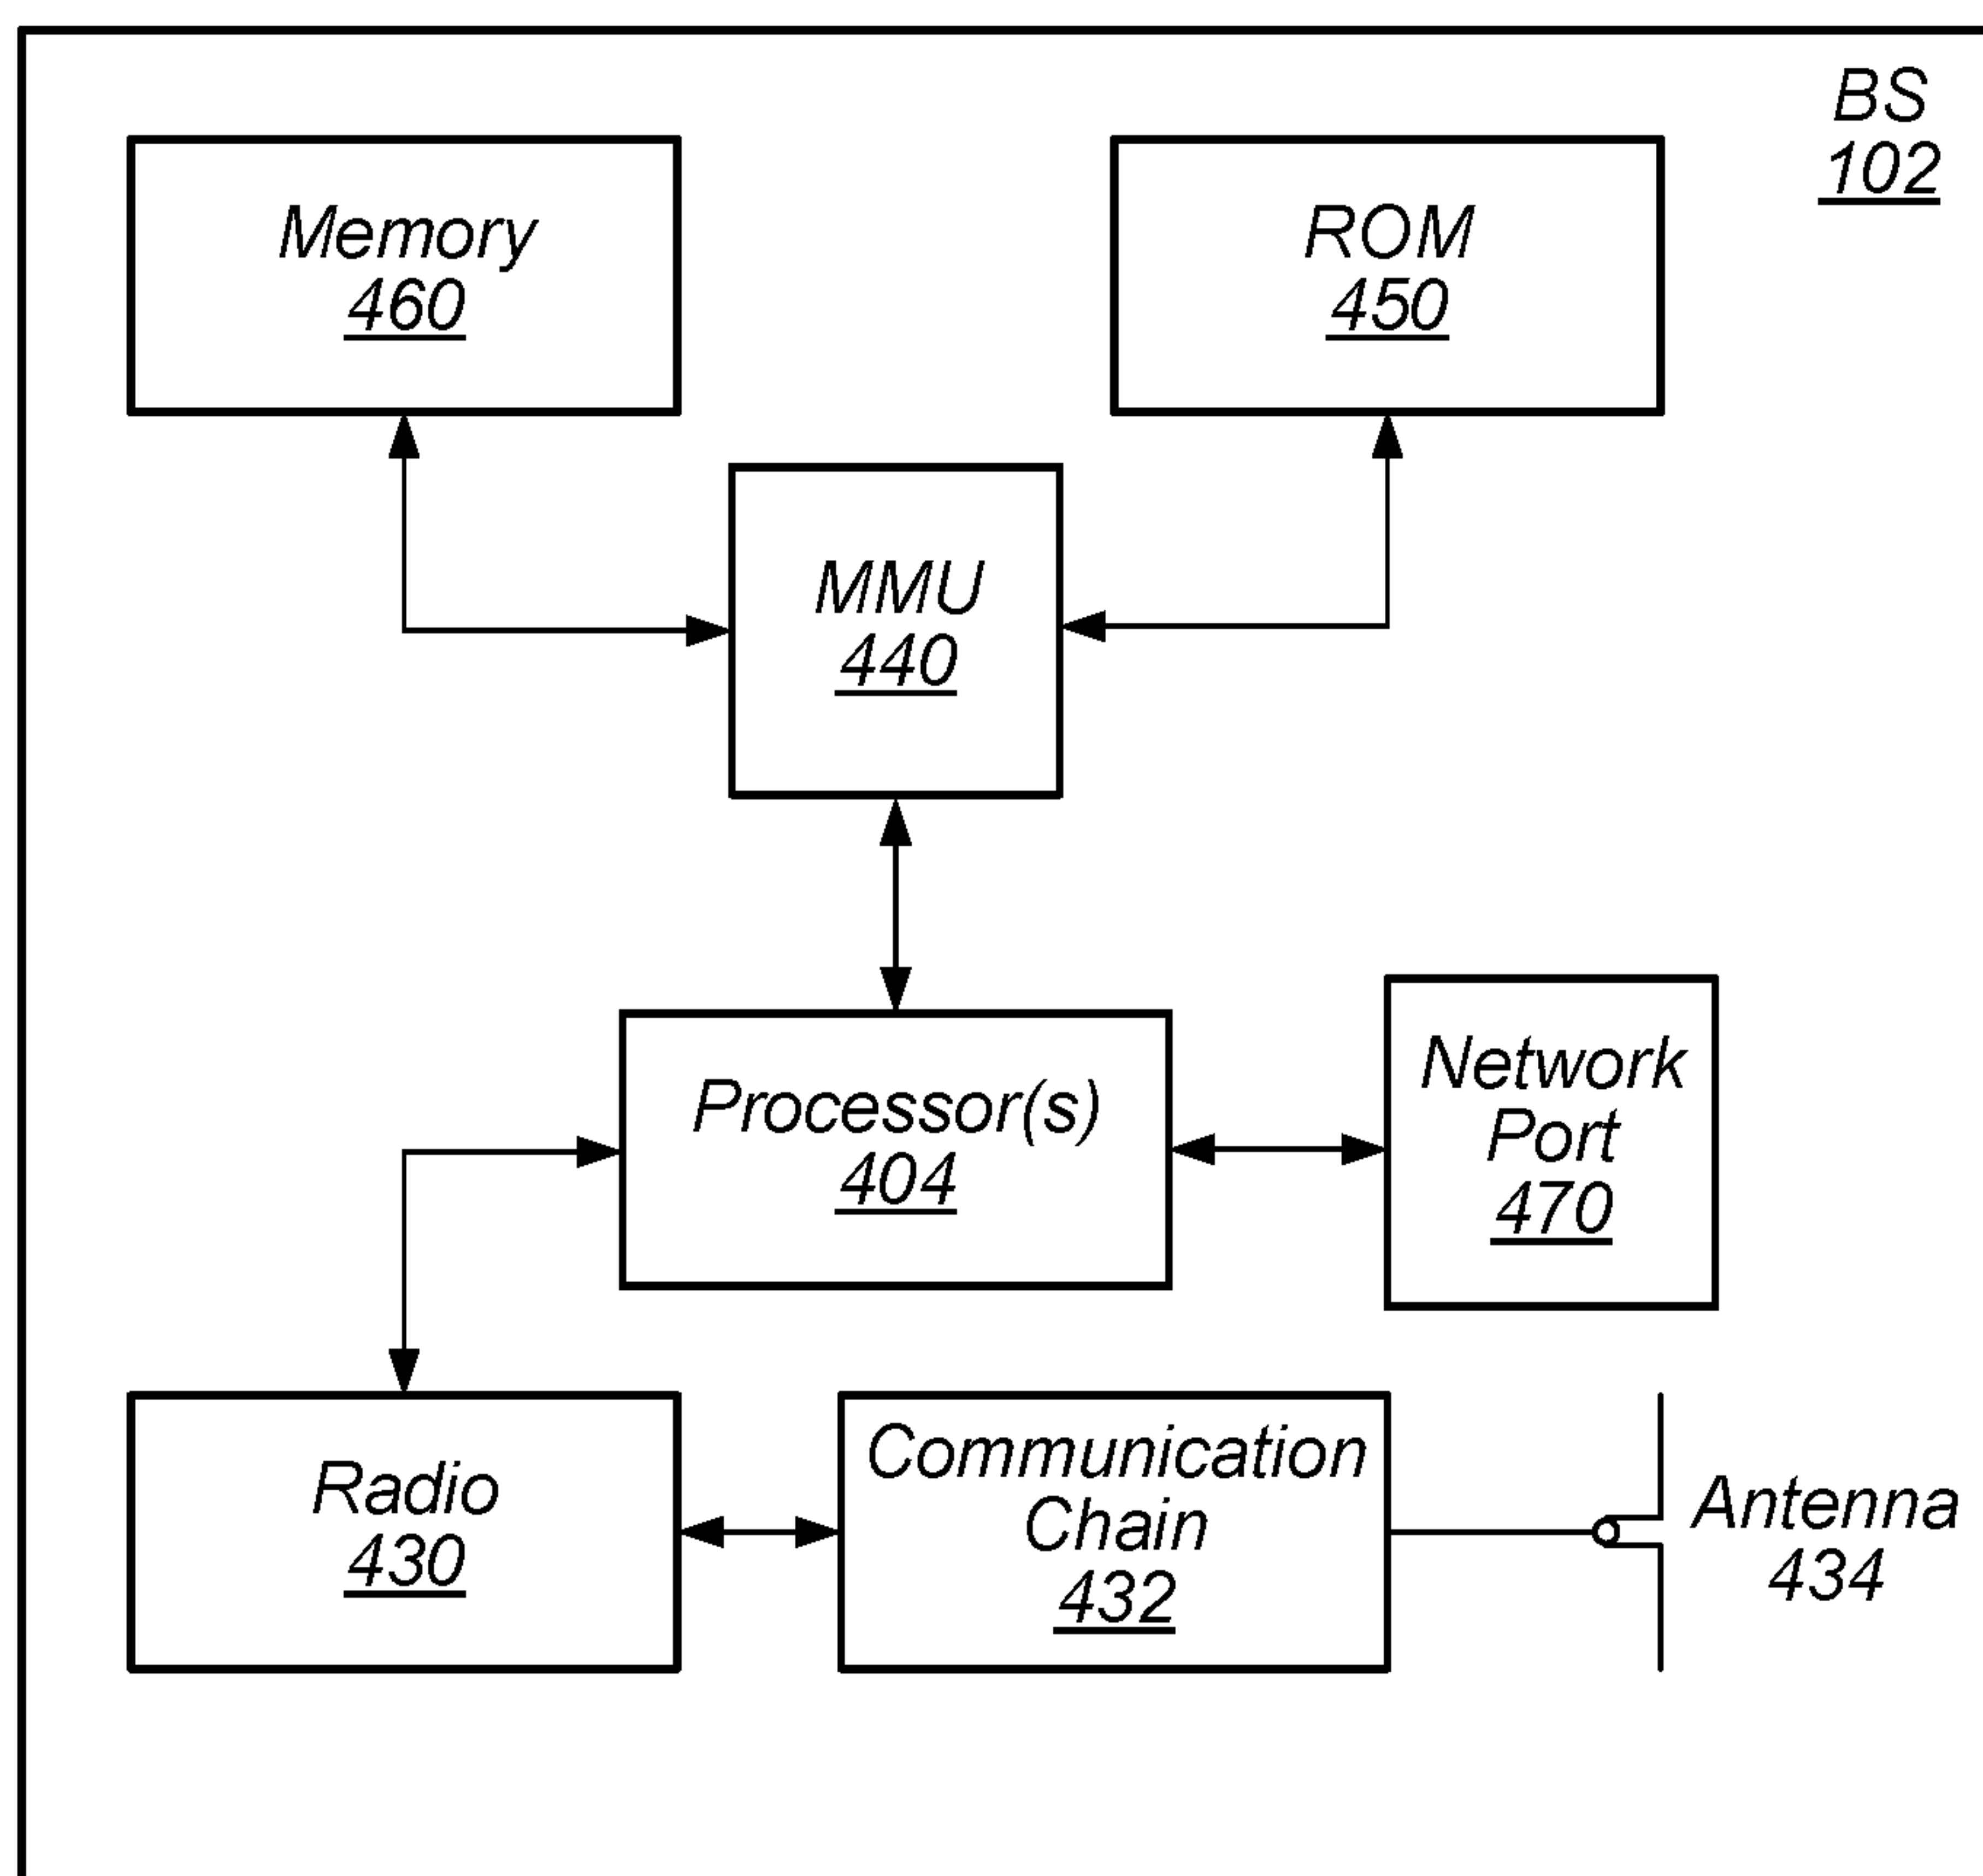 BS
102
Memory
460
ROM
450
MMU
440
Processor(s)
404
Network
Port
470
Radio
430
Communication
Chain
432
Antenna
434